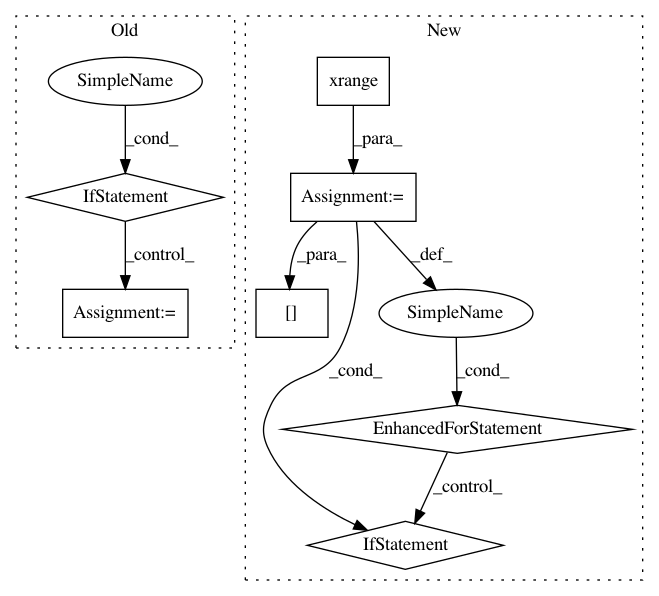 Old
New
SimpleName
xrange
_cond_
_para_
IfStatement
Assignment:=
_control_
_para_
_def_
Assignment:=
[]
SimpleName
_cond_
_cond_
EnhancedForStatement
_control_
IfStatement